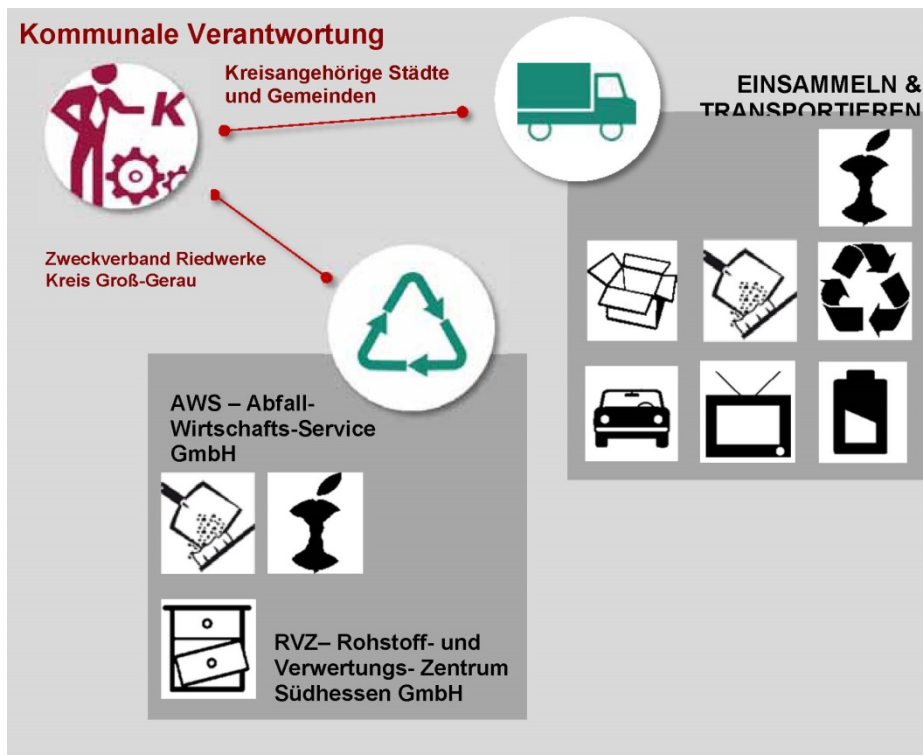 Kommunale Verantwortung
K
Kreisangehörige Städte
und Gemeinden
EINSAMMELN &
TRANSPORTIEREN
Zweckverband Riedwerke
Kreis Groß-Gerau
AWS – Abfall-
Wirtschafts-Service
GmbH
RVZ– Rohstoff- und
Verwertungs- Zentrum
Südhessen GmbH